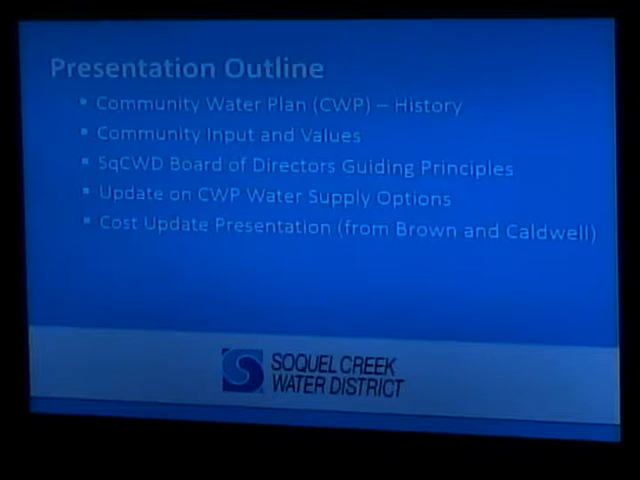 Presentation Outline
▪ Community Water Plan (CWP) – History
▪ Community Input and Values
▪ SqCWD Board of Directors Guiding Principles
▪ Update on CWP Water Supply Options
▪ Cost Update Presentation (from Brown and Caldwell)
SOQUEL CREEK
WATER DISTRICT